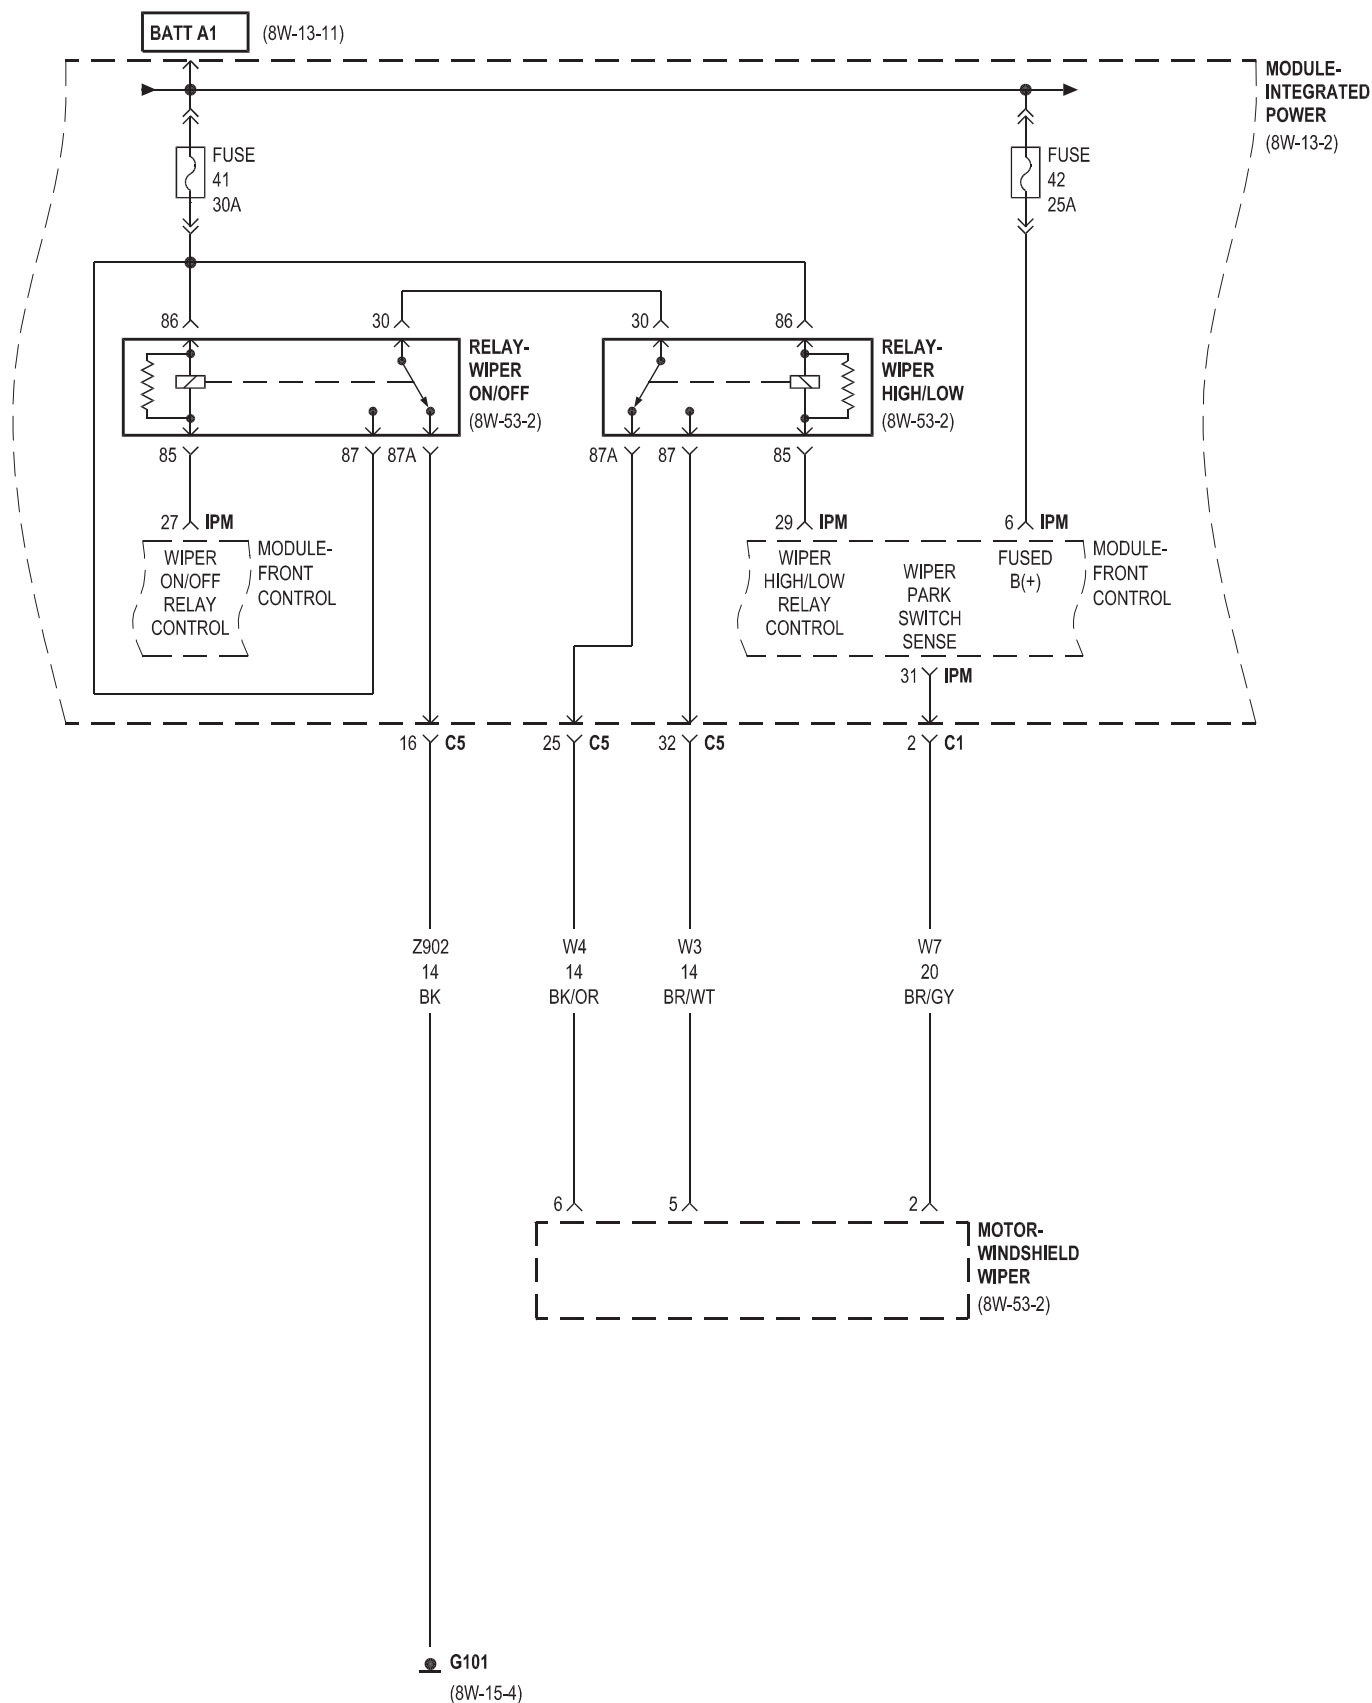 BATT A1 (8W-13-11)
MODULE-
INTEGRATED
POWER
(8W-13-2)
FUSE
41
30A
FUSE
42
25A
86
30
30
86
RELAY-
WIPER
ON/OFF
(8W-53-2)
RELAY-
WIPER
HIGH/LOW
(8W-53-2)
85
87
87A
87A
87
85
27 IPM
29 IPM
6 IPM
WIPER
ON/OFF
RELAY
CONTROL
MODULE-
FRONT
CONTROL
WIPER
HIGH/LOW
RELAY
CONTROL
WIPER
PARK
SWITCH
SENSE
FUSED
B(+)
MODULE-
FRONT
CONTROL
31 IPM
16 C5
25 C5
32 C5
2 C1
Z902
14
BK
W4
14
BK/OR
W3
14
BR/WT
W7
20
BR/GY
6
5
2
MOTOR-
WINDSHIELD
WIPER
(8W-53-2)
G101
(8W-15-4)